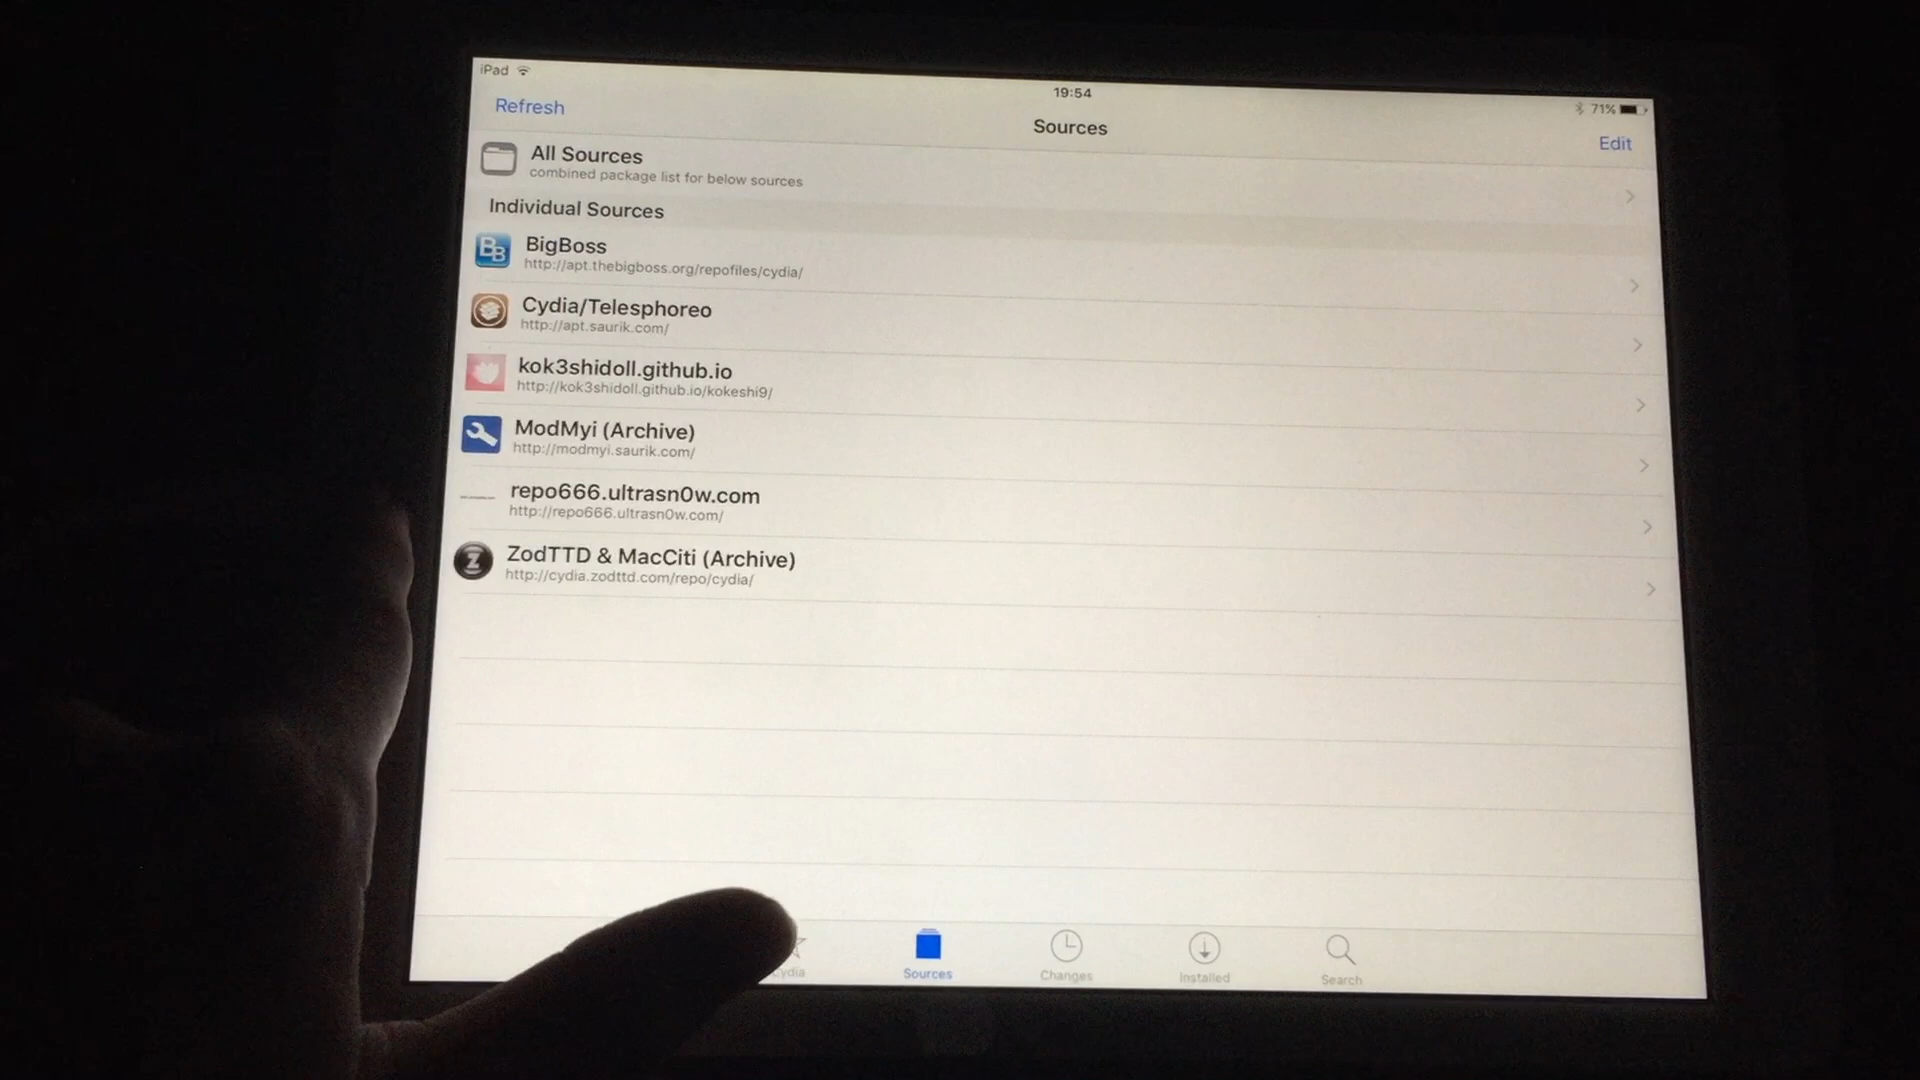 iPad
19:54
71%
Refresh
Sources
Edit
All Sources
combined package list for below sources
Individual Sources
BB
BigBoss
http://apt.thebigboss.org/repofiles/cydia/
Cydia/Telesphoreo
http://apt.saurik.com/
kok3shidoll.github.io
http://kok3shidoll.github.io/kokeshi9/
ModMyi (Archive)
http://modmyi.saurik.com/
repo666.ultrasn0w.com
http://repo666.ultrasn0w.com/
Z
ZodTTD & MacCiti (Archive)
http://cydia.zodttd.com/repo/cydia/
ydia
Sources
Changes
Installed
Search